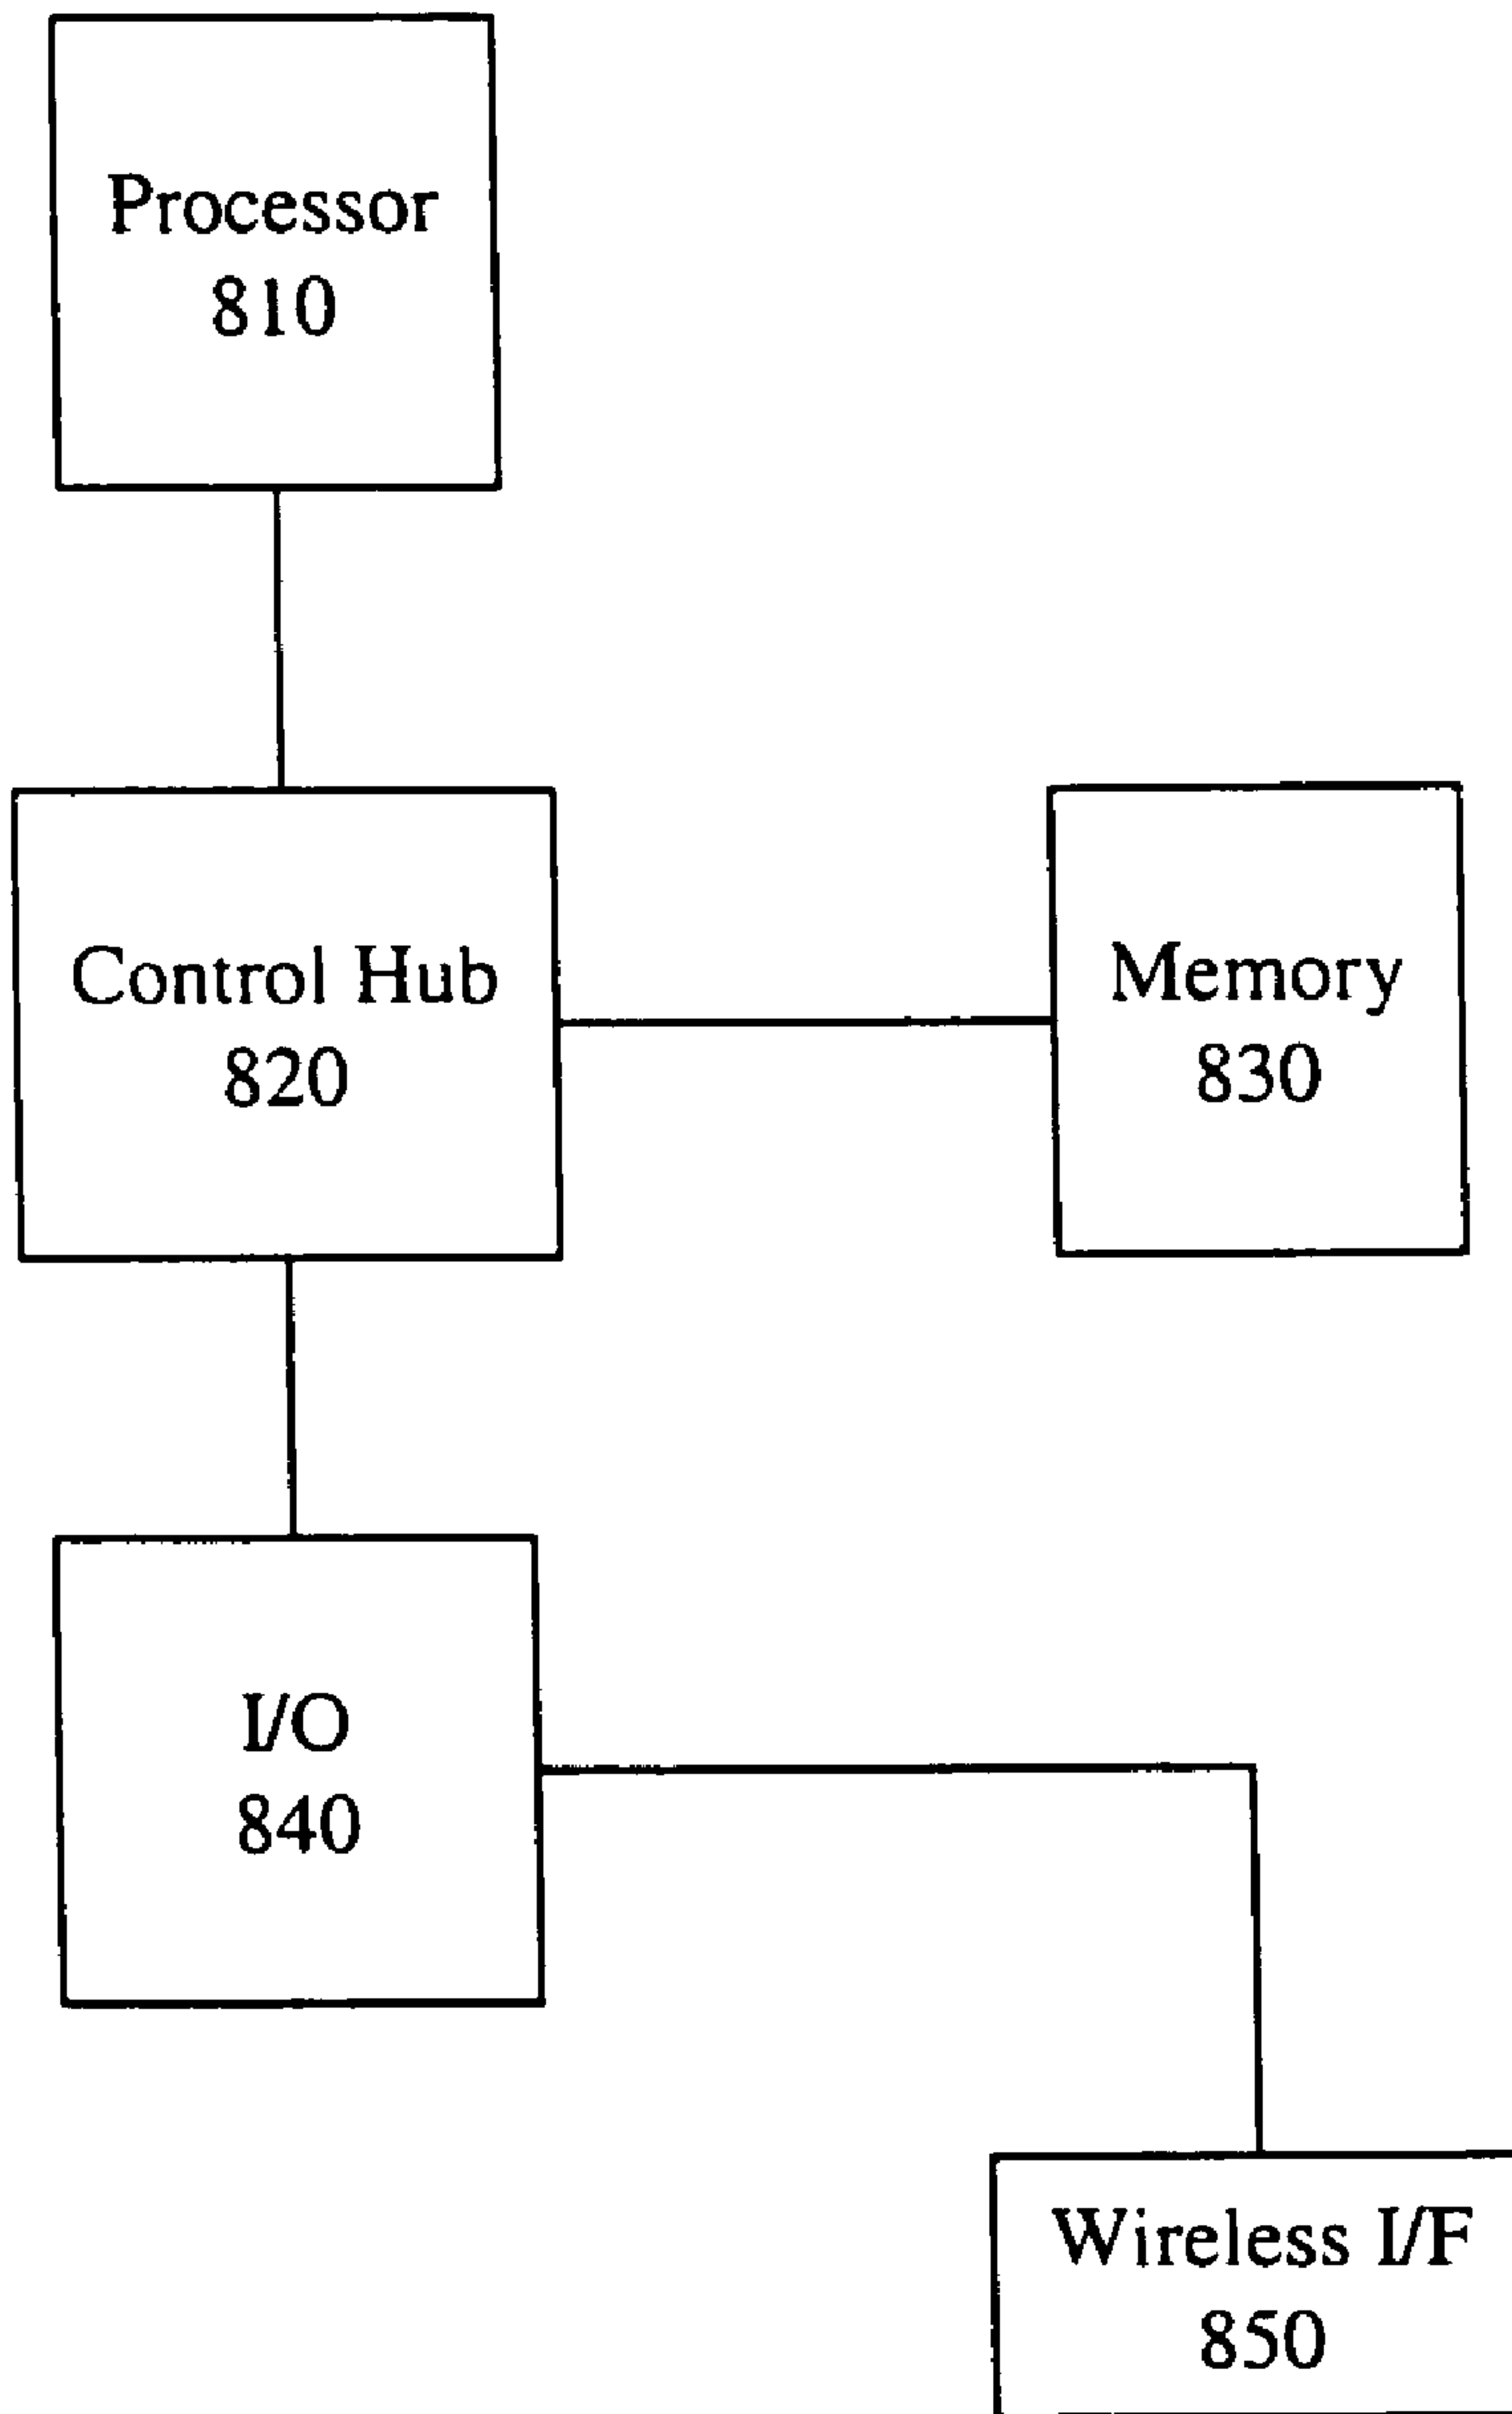 Processor
810
Control Hub
820
Memory
830
I/O
840
Wireless I/F
850